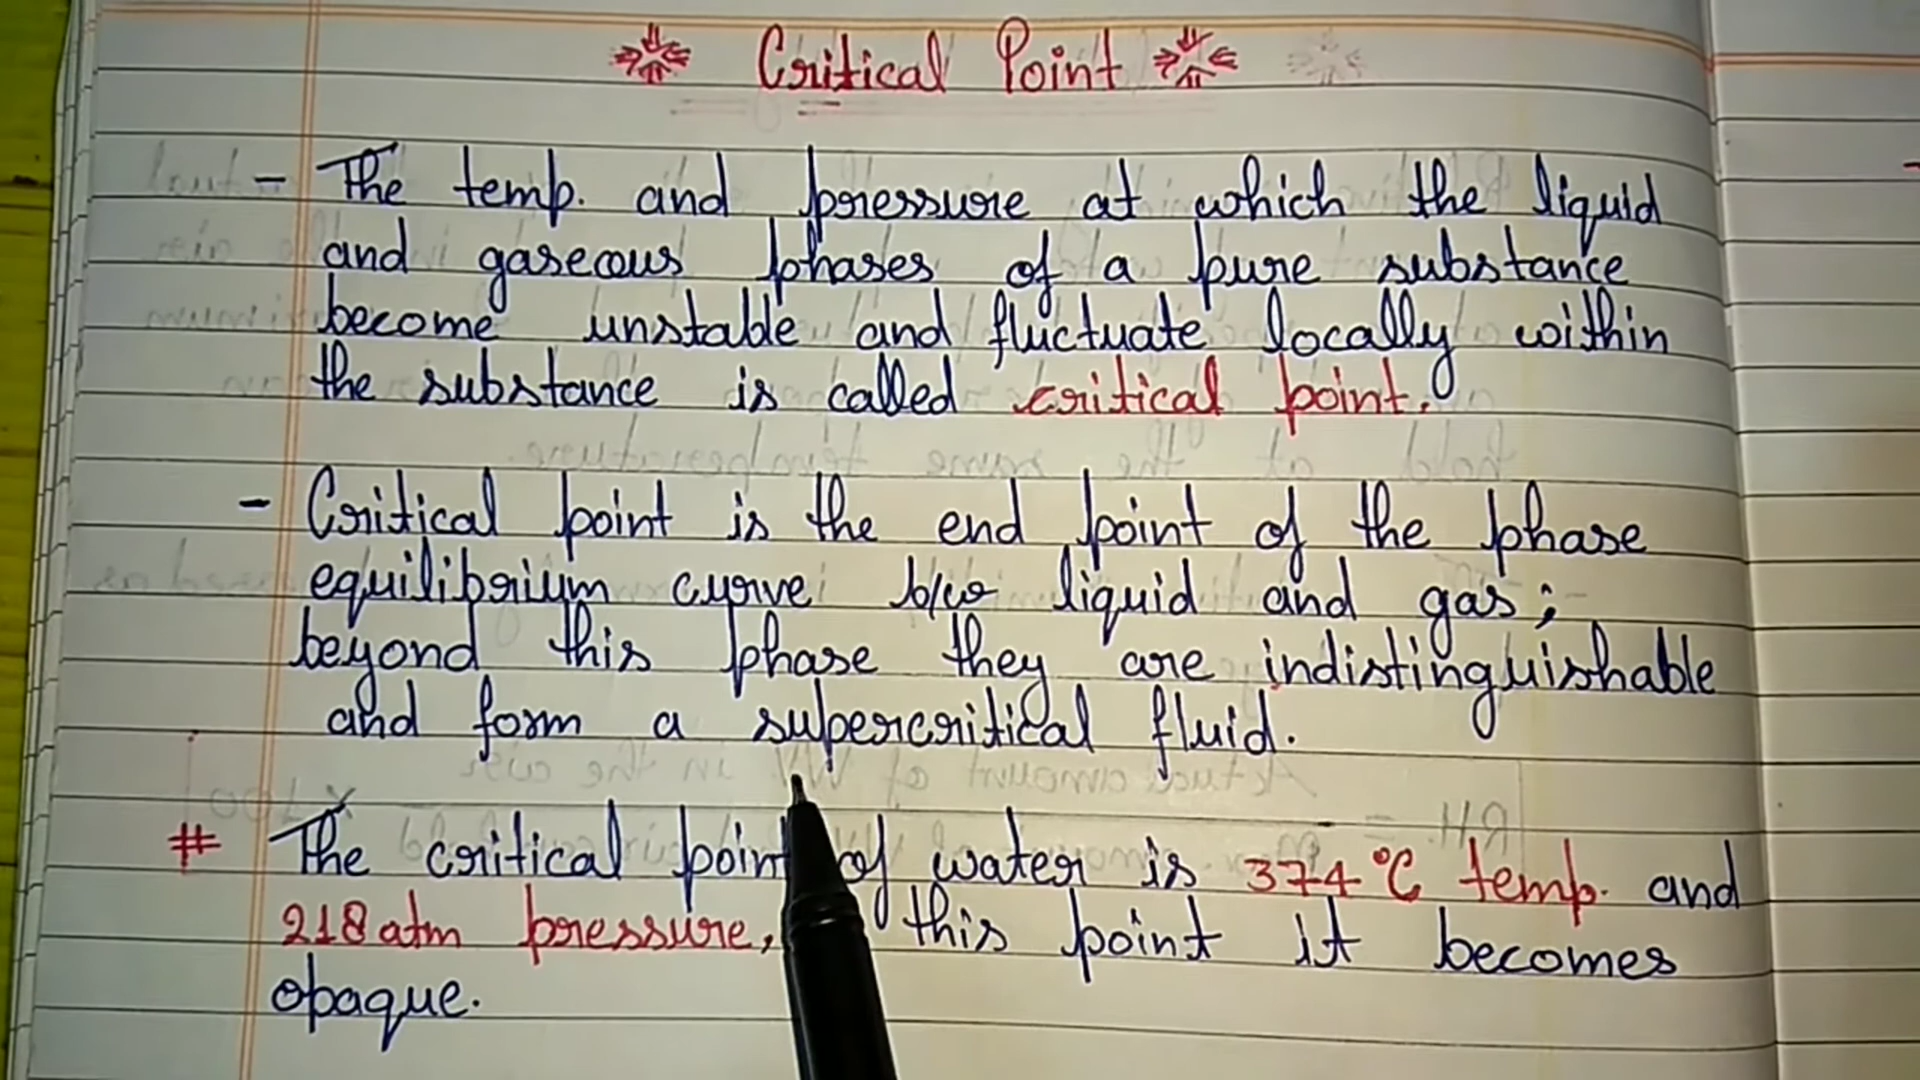 Critical Point
- The temp. and pressure at which the liquid
and gaseous phases of a pure substance
become unstable and fluctuate locally within
the substance is called critical point.
- Critical point is the end point of the phase
equilibrium curve b/w liquid and gas;
beyond this phase they are indistinguishable
and form a supercritical fluid.
# The critical point of water is 374°C temp. and
218 atm pressure, this point it becomes
opaque.